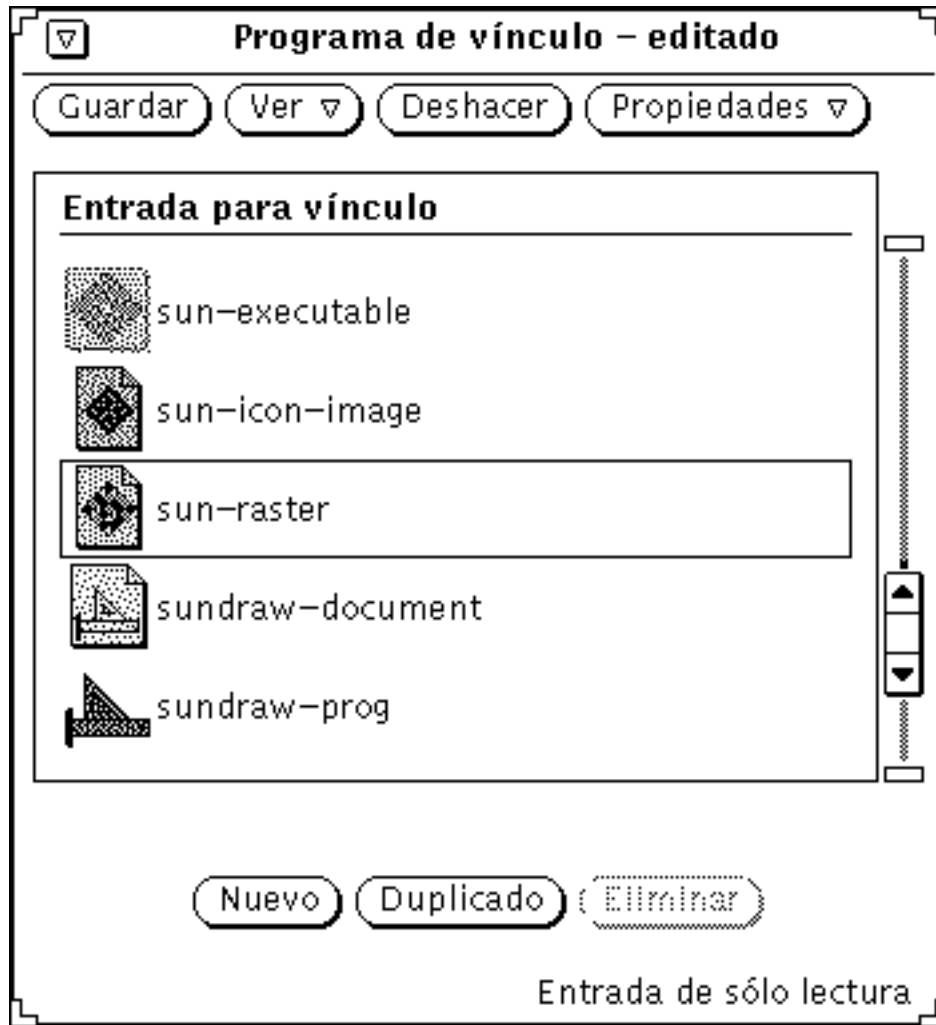 Programa de vínculo – editado
Guardar Ver Deshacer Propiedades
Entrada para vínculo
sun–executable
sun–icon–image
sun–raster
sundraw–document
sundraw–prog
Nuevo Duplicado Eliminar
Entrada de sólo lectura